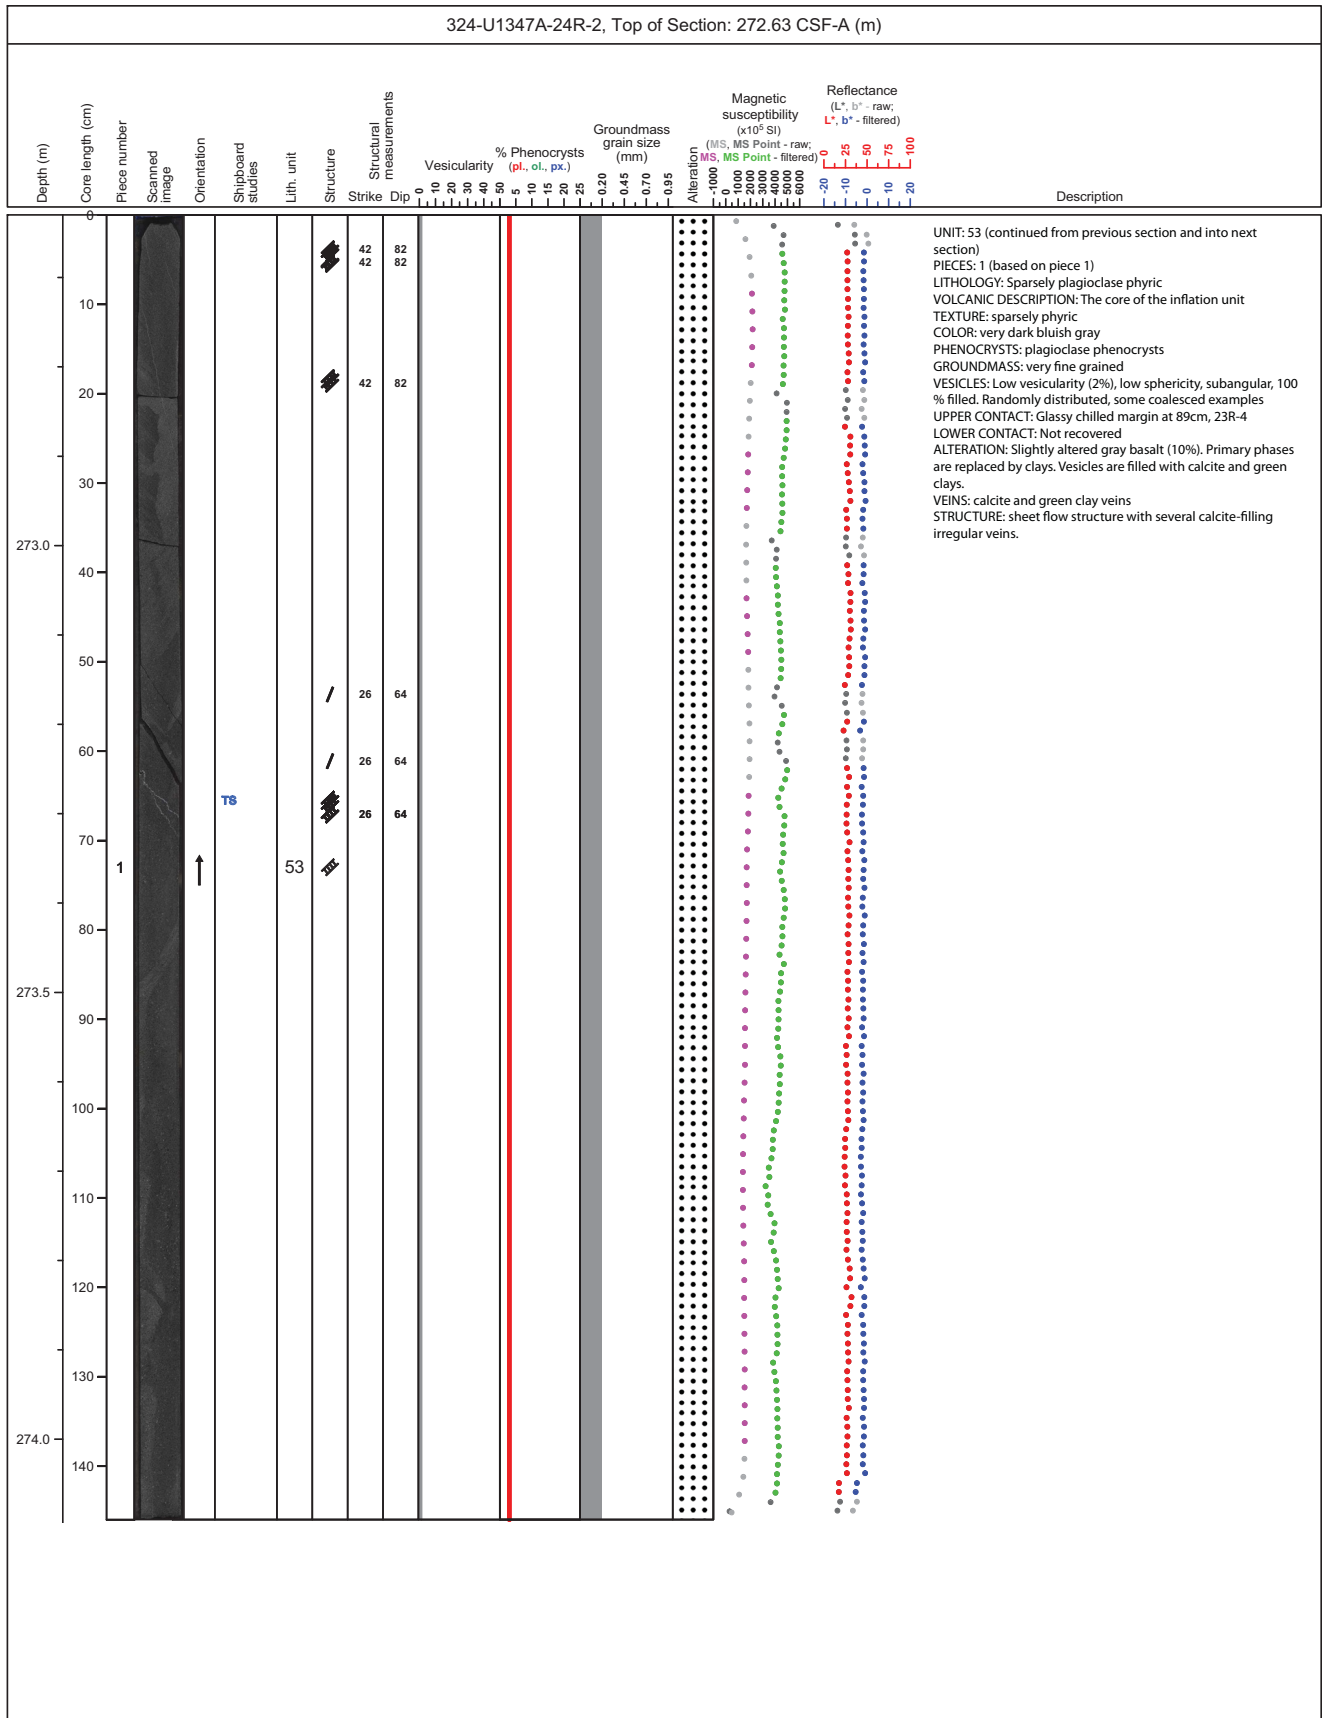 324-U1347A-24R-2, Top of Section: 272.63 CSF-A (m)
Depth (m)
Core length (cm)
Piece number
Scanned
image
Orientation
Shipboard
studies
Lith. unit
Structure
Structural
measurements
Strike Dip
Vesicularity
0 10 20 30 40 50
% Phenocrysts
(pl., ol., px.)
5 10 15 20 25
Groundmass
grain size
(mm)
0.20 0.45 0.70 0.95
Alteration
Magnetic
susceptibility
(x10⁵ SI)
(MS, MS Point - raw;
MS, MS Point - filtered)
-1000 0 1000 2000 3000 4000 5000 6000
Reflectance
(L*, b* - raw;
L*, b* - filtered)
0 25 50 75 100
-20 -10 0 10 20
Description
0
10
20
30
273.0
40
50
60
70
80
273.5
90
100
110
120
130
274.0
140
1
TS
53
42 82
42 82
42 82
26 64
26 64
26 64
UNIT: 53 (continued from previous section and into next
section)
PIECES: 1 (based on piece 1)
LITHOLOGY: Sparsely plagioclase phyric
VOLCANIC DESCRIPTION: The core of the inflation unit
TEXTURE: sparsely phyric
COLOR: very dark bluish gray
PHENOCRYSTS: plagioclase phenocrysts
GROUNDMASS: very fine grained
VESICLES: Low vesicularity (2%), low sphericity, subangular, 100
% filled. Randomly distributed, some coalesced examples
UPPER CONTACT: Glassy chilled margin at 89cm, 23R-4
LOWER CONTACT: Not recovered
ALTERATION: Slightly altered gray basalt (10%). Primary phases
are replaced by clays. Vesicles are filled with calcite and green
clays.
VEINS: calcite and green clay veins
STRUCTURE: sheet flow structure with several calcite-filling
irregular veins.